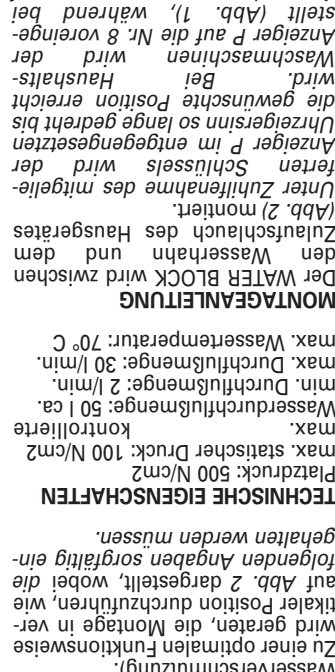 wasserverschmutzung).
Zu einer optimalen Funktionsweise
wird geraten, die Montage in ver-
tikaler Position durchzuführen, wie
auf Abb. 2 dargestellt, wobei die
folgenden Angaben sorgfältig ein-
gehalten werden müssen.
TECHNISCHE EIGENSCHAFTEN
Platzdruck: 500 N/cm2
max. statischer Druck: 100 N/cm2
max. kontrollierte
Wasserdurchflußmenge: 50 l ca.
min. Durchflußmenge: 2 l/min.
max. Durchflußmenge: 30 l/min.
max. Wassertemperatur: 70° C
MONTAGEANLEITUNG
Der WATER BLOCK wird zwischen
den Wasserhahn und dem
Zulaufschlauch des Hausgerätes
(Abb. 2) montiert.
Unter Zuhilfenahme des mitgelie-
ferten Schlüssels wird der
Anzeiger P im entgegengesetzten
Uhrzeigersinn so lange gedreht bis
die gewünschte Position erreicht
wird. Bei Haushalts-
Waschmaschinen wird der
Anzeiger P auf die Nr. 8 voreinge-
stellt (Abb. 1), während bei